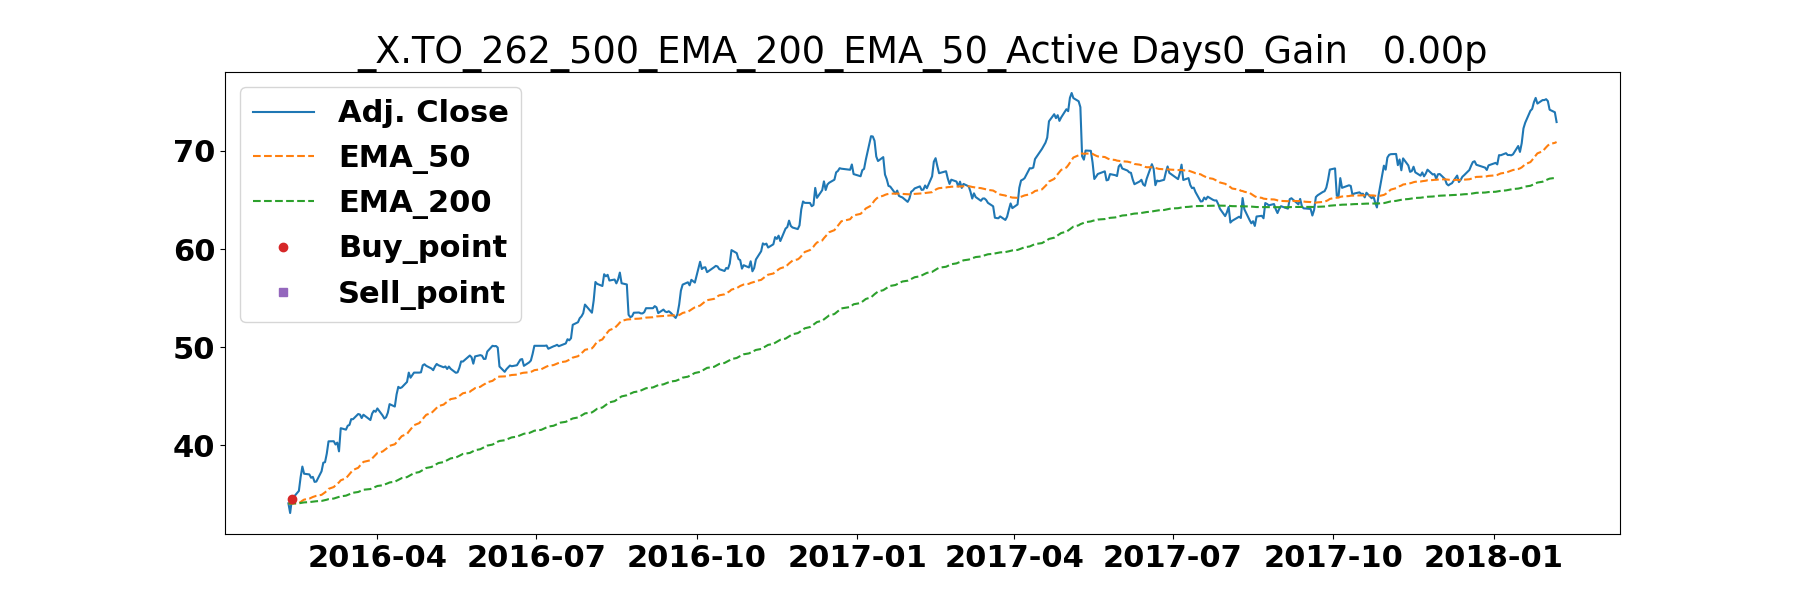 _X.TO_262_500_EMA_200_EMA_50_Active Days0_Gain   0.00p
Adj. Close
EMA_50
EMA_200
Buy_point
Sell_point
70
60
50
40
2016-04 2016-07 2016-10 2017-01 2017-04 2017-07 2017-10 2018-01